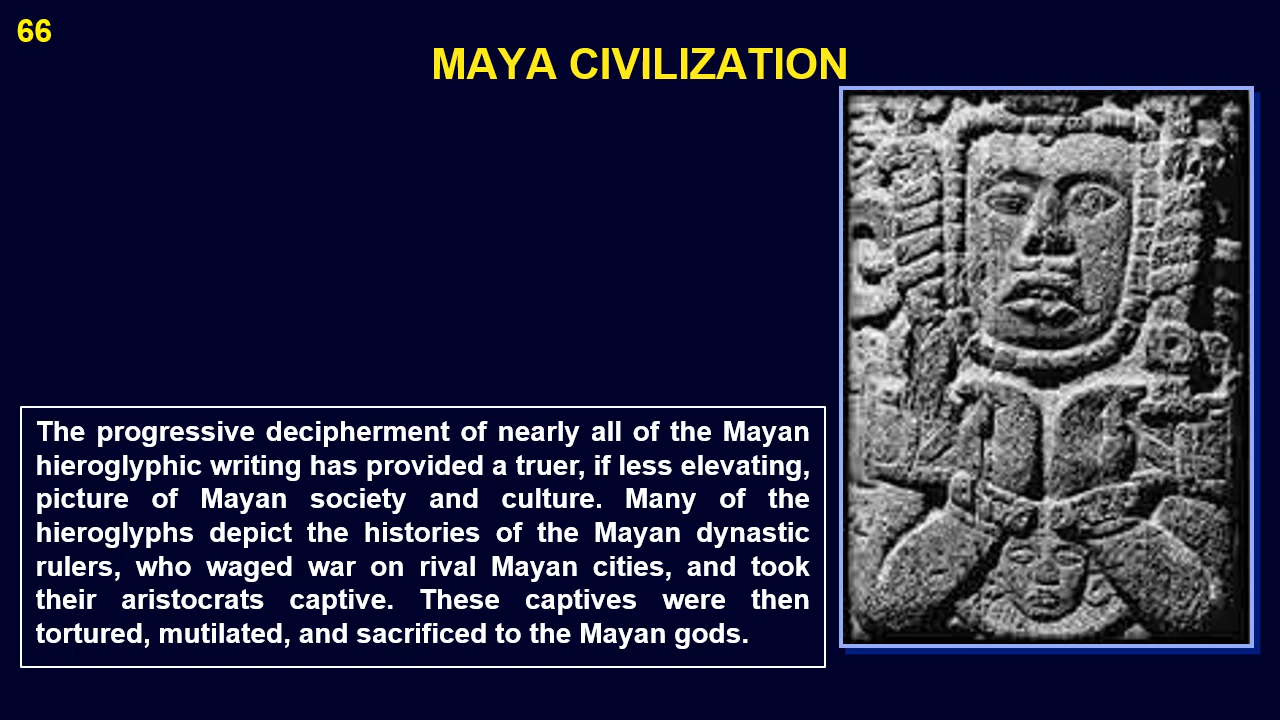 66
MAYA CIVILIZATION
The progressive decipherment of nearly all of the Mayan
hieroglyphic writing has provided a truer, if less elevating,
picture of Mayan society and culture. Many of the
hieroglyphs depict the histories of the Mayan dynastic
rulers, who waged war on rival Mayan cities, and took
their aristocrats captive. These captives were then
tortured, mutilated, and sacrificed to the Mayan gods.